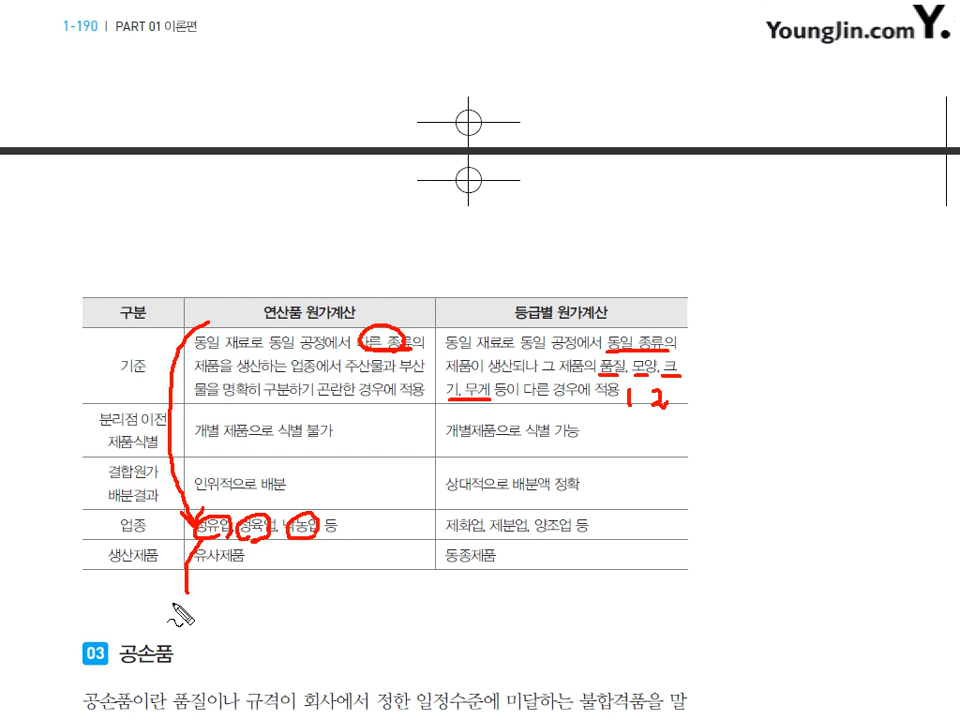 1-190 | PART 01 이론편
YoungJin.com Y.
구분 연산품 원가계산 등급별 원가계산
기준
동일 재료로 동일 공정에서 다른 종류의
제품을 생산하는 업종에서 주산물과 부산
물을 명확히 구분하기 곤란한 경우에 적용
동일 재료로 동일 공정에서 동일 종류의
제품이 생산되나 그 제품의 품질, 모양, 크
기, 무게 등이 다른 경우에 적용
1 2
분리점 이전
제품식별
개별 제품으로 식별 불가
개별제품으로 식별 가능
결합원가
배분결과
인위적으로 배분
상대적으로 배분액 정확
업종 정유업, 정육업, 낙농업 등 제화업, 제분업, 양조업 등
생산제품 유사제품 동종제품
03 공손품
공손품이란 품질이나 규격이 회사에서 정한 일정수준에 미달하는 불합격품을 말